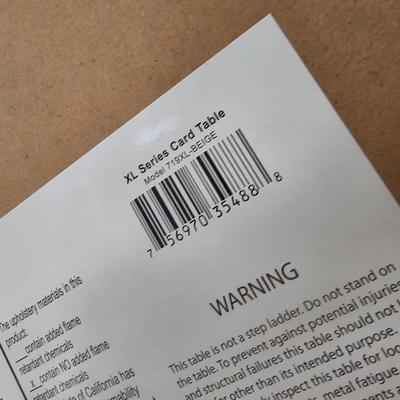 XL Series Card Table
Model 719XL-BEIGE
7 56970 35488 8
The upholstery materials in this
product:
__contain added flame
retardant chemicals
_x_contain NO added flame
retardant chemicals
of California has
WARNING
This table is not a step ladder. Do not stand on
the table. To prevent against potential injuries
and structural failures this table should not
for other than its intended purpose.
inspect this table for
metal fatigue